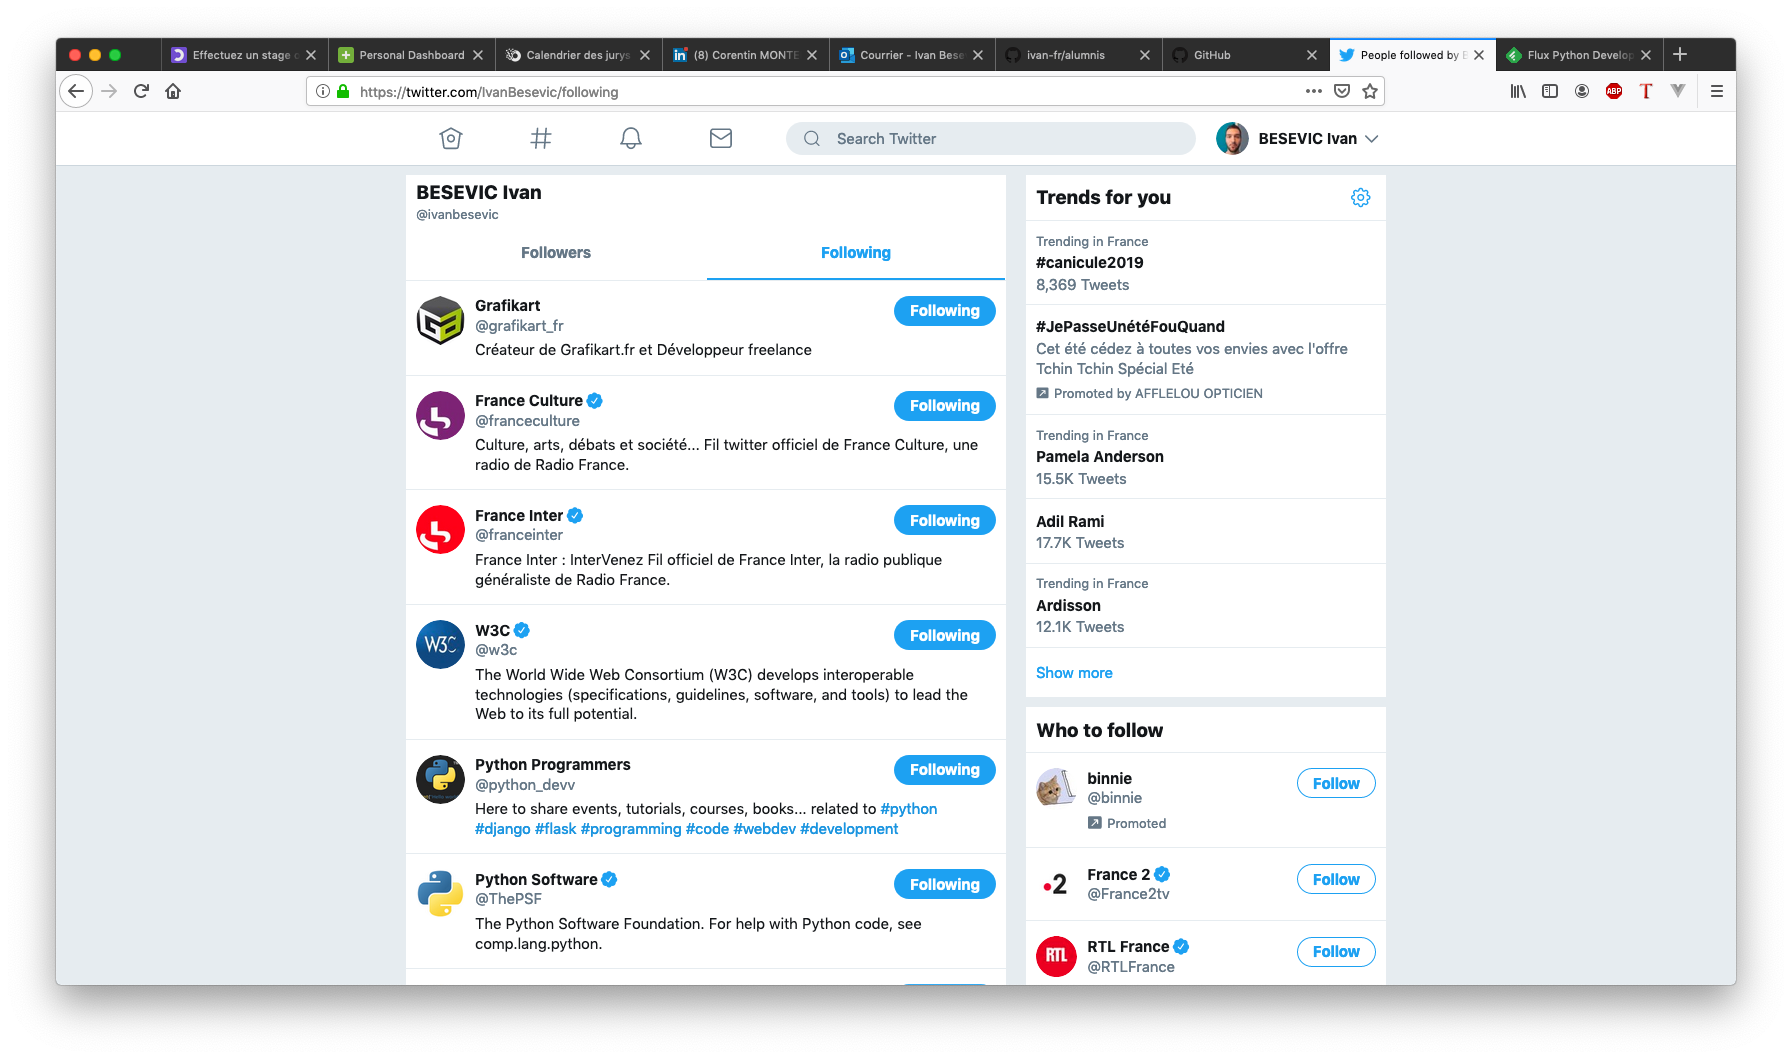 Effectuez un stage
Personal Dashboard
Calendrier des jurys
(8) Corentin MONTE
Courrier - Ivan Bese
ivan-fr/alumnis
GitHub
People followed by
Flux Python Develop
https://twitter.com/IvanBesevic/following
ABP
T
Search Twitter
BESEVIC Ivan
BESEVIC Ivan
@ivanbesevic
Followers
Following
Grafikart
@grafikart_fr
Following
Créateur de Grafikart.fr et Développeur freelance
France Culture
@franceculture
Following
Culture, arts, débats et société... Fil twitter officiel de France Culture, une
radio de Radio France.
France Inter
@franceinter
Following
France Inter : InterVenez Fil officiel de France Inter, la radio publique
généraliste de Radio France.
W3C
W3C
@w3c
Following
The World Wide Web Consortium (W3C) develops interoperable
technologies (specifications, guidelines, software, and tools) to lead the
Web to its full potential.
Python Programmers
@python_devv
Following
Here to share events, tutorials, courses, books... related to #python
#django #flask #programming #code #webdev #development
Python Software
@ThePSF
Following
The Python Software Foundation. For help with Python code, see
comp.lang.python.
Trends for you
Trending in France
#canicule2019
8,369 Tweets
#JePasseUnétéFouQuand
Cet été cédez à toutes vos envies avec l'offre
Tchin Tchin Spécial Eté
Promoted by AFFLELOU OPTICIEN
Trending in France
Pamela Anderson
15.5K Tweets
Adil Rami
17.7K Tweets
Trending in France
Ardisson
12.1K Tweets
Show more
Who to follow
binnie
@binnie
Follow
Promoted
2
France 2
@France2tv
Follow
RTL
RTL France
@RTLFrance
Follow